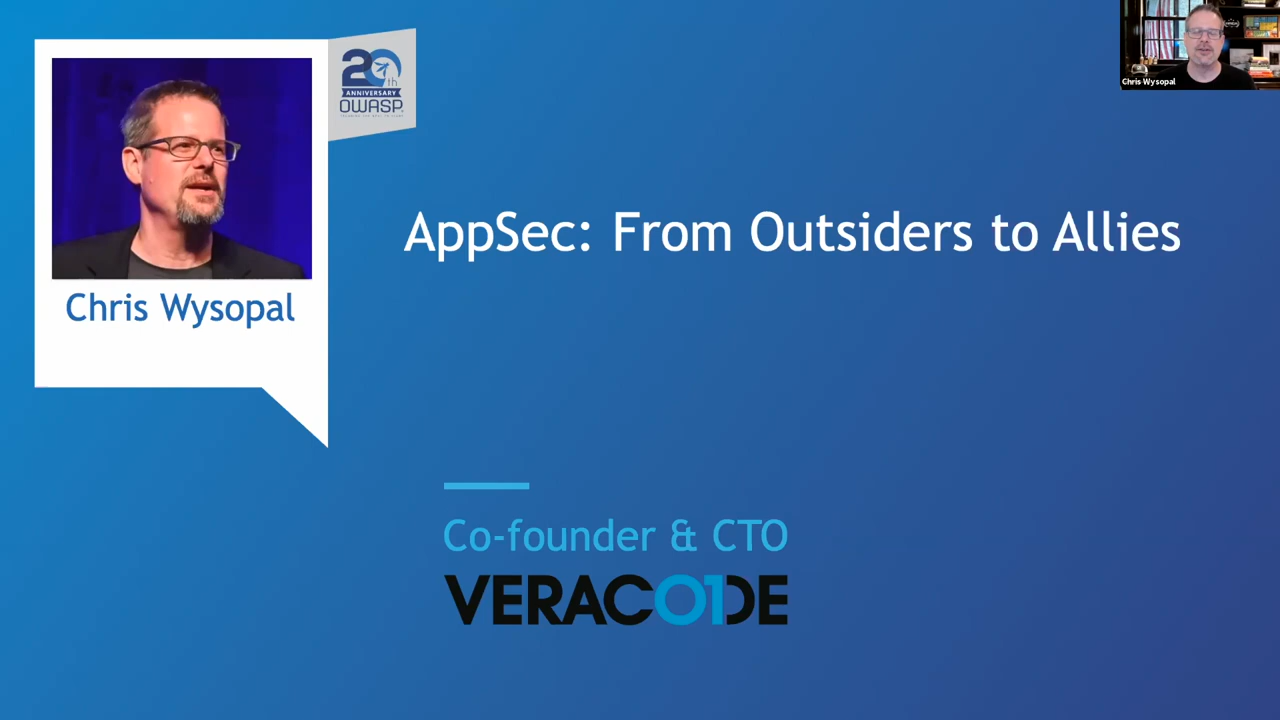 20th
ANNIVERSARY
OWASP
Chris Wysopal
AppSec: From Outsiders to Allies
Chris Wysopal
Co-founder & CTO
VERACODE